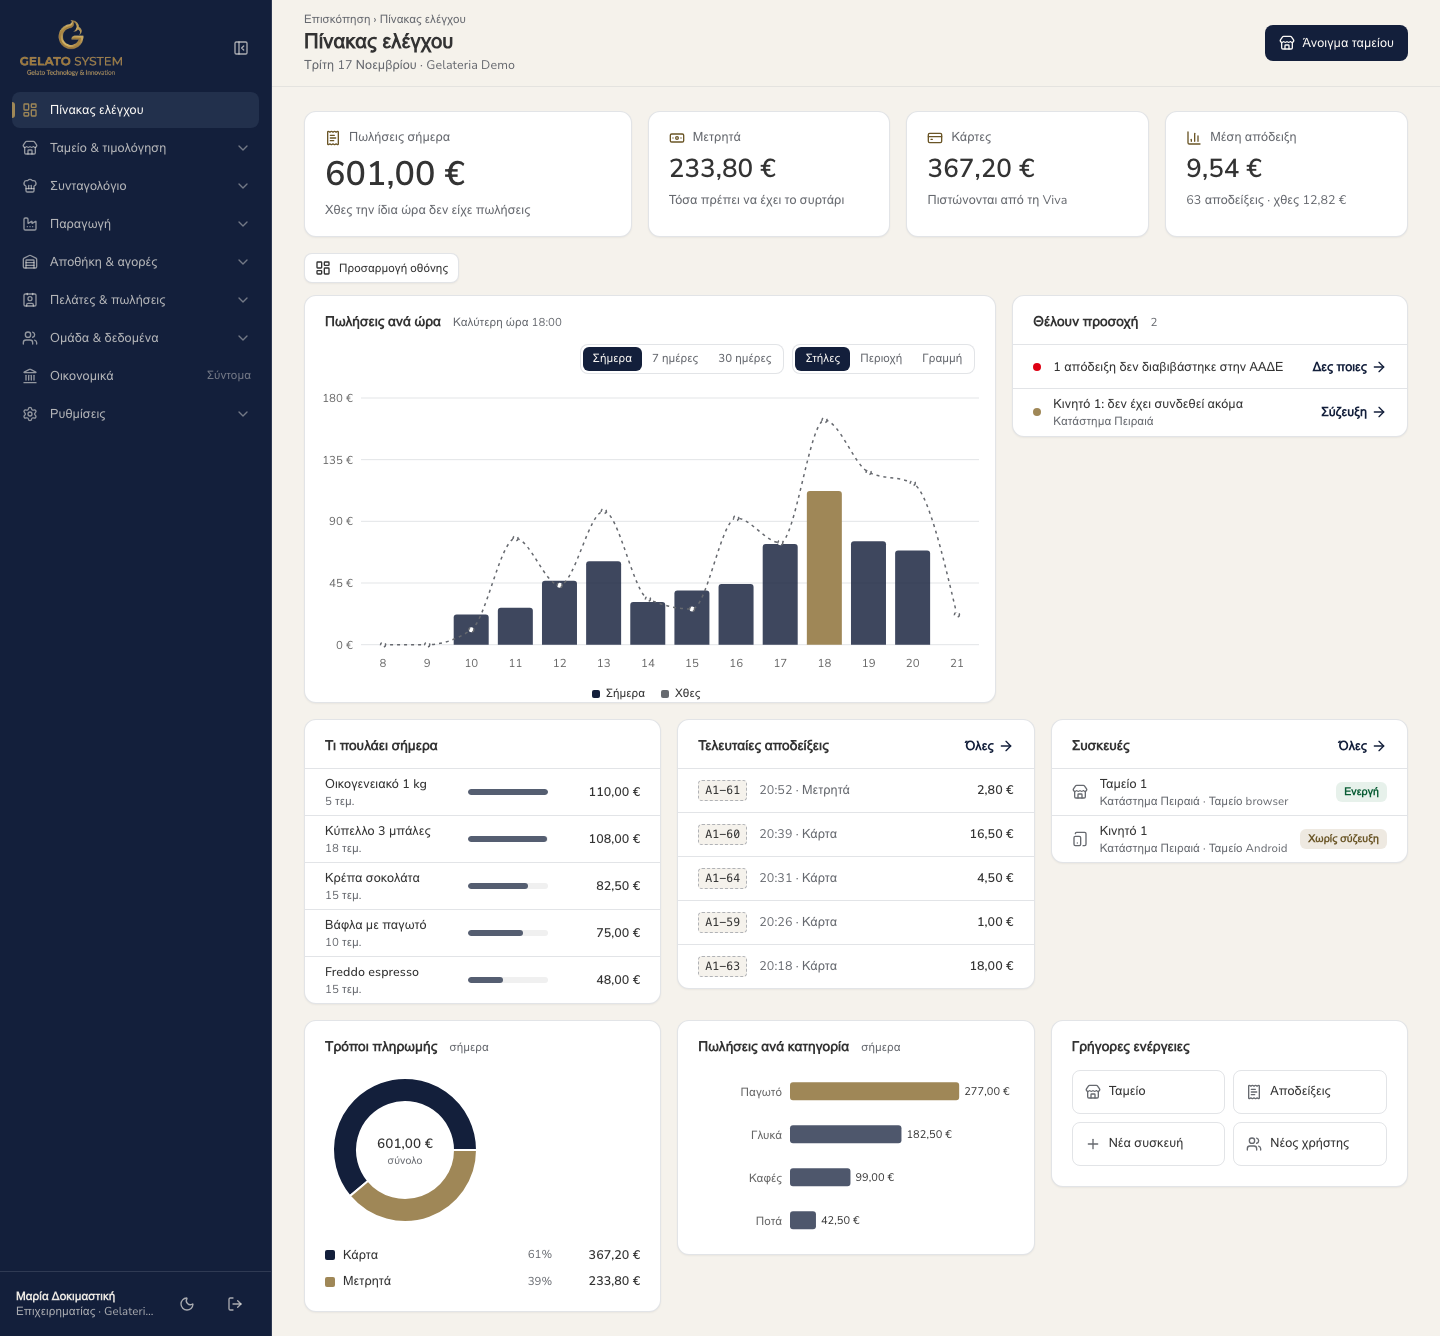 GELATO SYSTEM
Gelato Technology & Innovation
Πίνακας ελέγχου
Ταμείο & τιμολόγηση
Συνταγολόγιο
Παραγωγή
Αποθήκη & αγορές
Πελάτες & πωλήσεις
Ομάδα & δεδομένα
Οικονομικά Σύντομα
Ρυθμίσεις
Μαρία Δοκιμαστική
Επιχειρηματίας · Gelateri...
Επισκόπηση › Πίνακας ελέγχου
Πίνακας ελέγχου
Τρίτη 17 Νοεμβρίου · Gelateria Demo
Άνοιγμα ταμείου
Πωλήσεις σήμερα
601,00 €
Χθες την ίδια ώρα δεν είχε πωλήσεις
Μετρητά
233,80 €
Τόσα πρέπει να έχει το συρτάρι
Κάρτες
367,20 €
Πιστώνονται από τη Viva
Μέση απόδειξη
9,54 €
63 αποδείξεις · χθες 12,82 €
Προσαρμογή οθόνης
Πωλήσεις ανά ώρα Καλύτερη ώρα 18:00
Σήμερα 7 ημέρες 30 ημέρες Στήλες Περιοχή Γραμμή
180 €
135 €
90 €
45 €
0 €
8 9 10 11 12 13 14 15 16 17 18 19 20 21
Σήμερα Χθες
Θέλουν προσοχή 2
1 απόδειξη δεν διαβιβάστηκε στην ΑΑΔΕ Δες ποιες →
Κινητό 1: δεν έχει συνδεθεί ακόμα
Κατάστημα Πειραιά
Σύζευξη →
Τι πουλάει σήμερα
Οικογενειακό 1 kg
5 τεμ.
110,00 €
Κύπελλο 3 μπάλες
18 τεμ.
108,00 €
Κρέπα σοκολάτα
15 τεμ.
82,50 €
Βάφλα με παγωτό
10 τεμ.
75,00 €
Freddo espresso
15 τεμ.
48,00 €
Τελευταίες αποδείξεις Όλες →
A1-61 20:52 · Μετρητά 2,80 €
A1-60 20:39 · Κάρτα 16,50 €
A1-64 20:31 · Κάρτα 4,50 €
A1-59 20:26 · Κάρτα 1,00 €
A1-63 20:18 · Κάρτα 18,00 €
Συσκευές Όλες →
Ταμείο 1
Κατάστημα Πειραιά · Ταμείο browser
Ενεργή
Κινητό 1
Κατάστημα Πειραιά · Ταμείο Android
Χωρίς σύζευξη
Τρόποι πληρωμής σήμερα
601,00 €
σύνολο
Κάρτα 61% 367,20 €
Μετρητά 39% 233,80 €
Πωλήσεις ανά κατηγορία σήμερα
Παγωτό 277,00 €
Γλυκά 182,50 €
Καφές 99,00 €
Ποτά 42,50 €
Γρήγορες ενέργειες
Ταμείο Αποδείξεις
Νέα συσκευή Νέος χρήστης